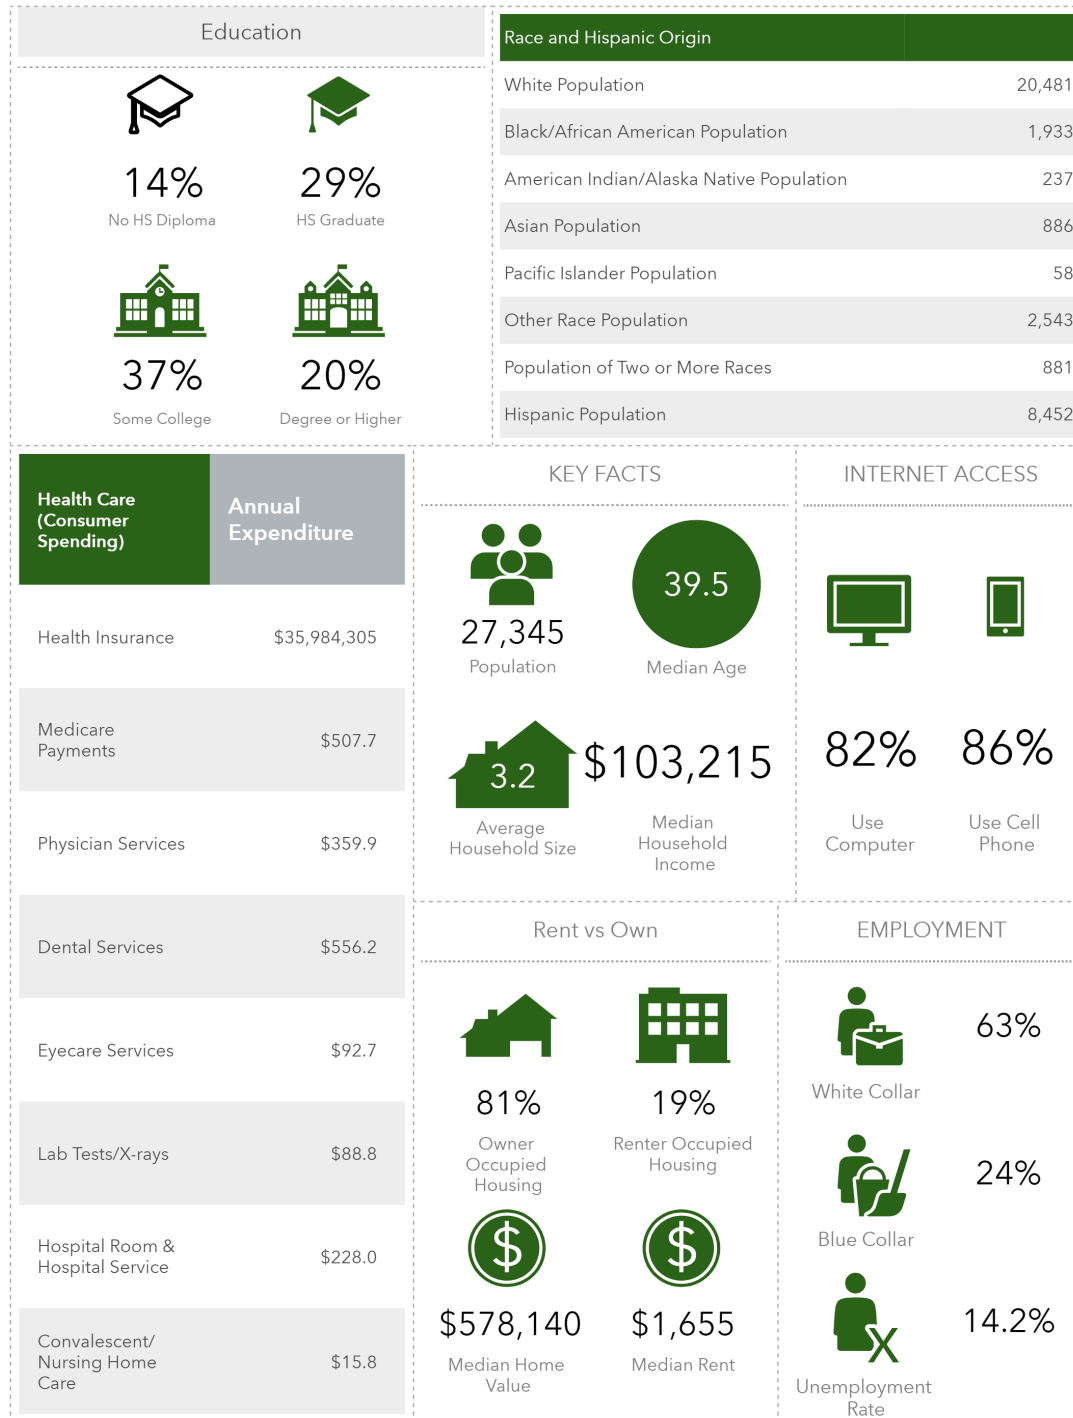 Education
14%
29%
No HS Diploma
HS Graduate
37%
20%
Some College
Degree or Higher
Race and Hispanic Origin
White Population 20,481
Black/African American Population 1,933
American Indian/Alaska Native Population 237
Asian Population 886
Pacific Islander Population 58
Other Race Population 2,543
Population of Two or More Races 881
Hispanic Population 8,452
Health Care
(Consumer
Spending)
Annual
Expenditure
Health Insurance $35,984,305
Medicare
Payments
$507.7
Physician Services $359.9
Dental Services $556.2
Eyecare Services $92.7
Lab Tests/X-rays $88.8
Hospital Room &
Hospital Service
$228.0
Convalescent/
Nursing Home
Care
$15.8
KEY FACTS
27,345
Population
39.5
Median Age
3.2
Average
Household Size
$103,215
Median
Household
Income
INTERNET ACCESS
82%
86%
Use
Computer
Use Cell
Phone
Rent vs Own
81%
Owner
Occupied
Housing
19%
Renter Occupied
Housing
$
$578,140
Median Home
Value
$
$1,655
Median Rent
EMPLOYMENT
63%
White Collar
24%
Blue Collar
X
14.2%
Unemployment
Rate